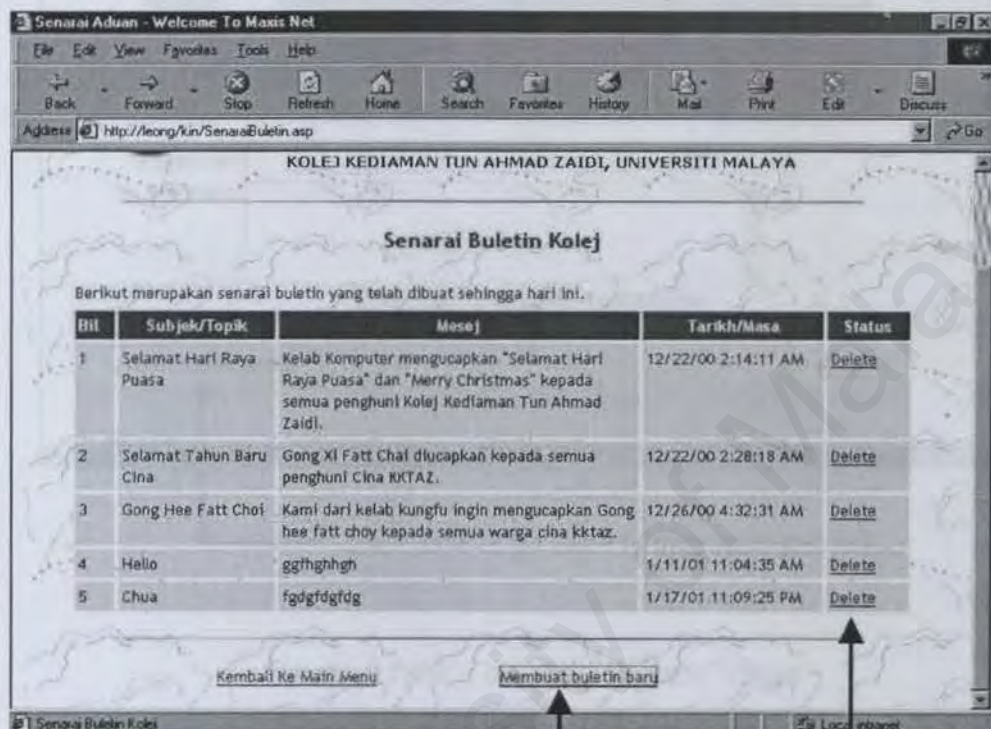 Senarai Aduan - Welcome To Maxis Net
File Edit View Favorites Tools Help
Back Forward Stop Refresh Home Search Favorites History Mail Print Edit Discuss
Address http://leong/kin/SenaraiBuletin.asp Go
KOLEJ KEDIAMAN TUN AHMAD ZAIDI, UNIVERSITI MALAYA
Senarai Buletin Kolej
Berikut merupakan senarai buletin yang telah dibuat sehingga hari ini.
Bil Subjek/Topik Mesej Tarikh/Masa Status
1 Selamat Hari Raya Kelab Komputer mengucapkan "Selamat Hari 12/22/00 2:14:11 AM Delete
Puasa Raya Puasa" dan "Merry Christmas" kepada
semua penghuni Kolej Kediaman Tun Ahmad
Zaidi.
2 Selamat Tahun Baru Gong Xi Fatt Chai diucapkan kepada semua 12/22/00 2:28:18 AM Delete
Cina penghuni Cina KKTAZ.
3 Gong Hee Fatt Choi Kami dari kelab kungfu ingin mengucapkan Gong 12/26/00 4:32:31 AM Delete
hee fatt choy kepada semua warga cina kktaz.
4 Hello ggfhghhgh 1/11/01 11:04:35 AM Delete
5 Chua fgdgfdgfdg 1/17/01 11:09:25 PM Delete
Kembali Ke Main Menu Membuat buletin baru
Senarai Buletin Kolej Local intranet
University of Malaya